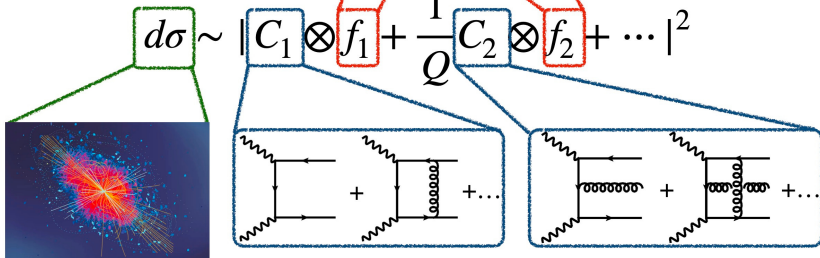 dσ ~ | C₁ ⊗ f₁ + 1/Q C₂ ⊗ f₂ + ⋯ |²
+ +... + +...